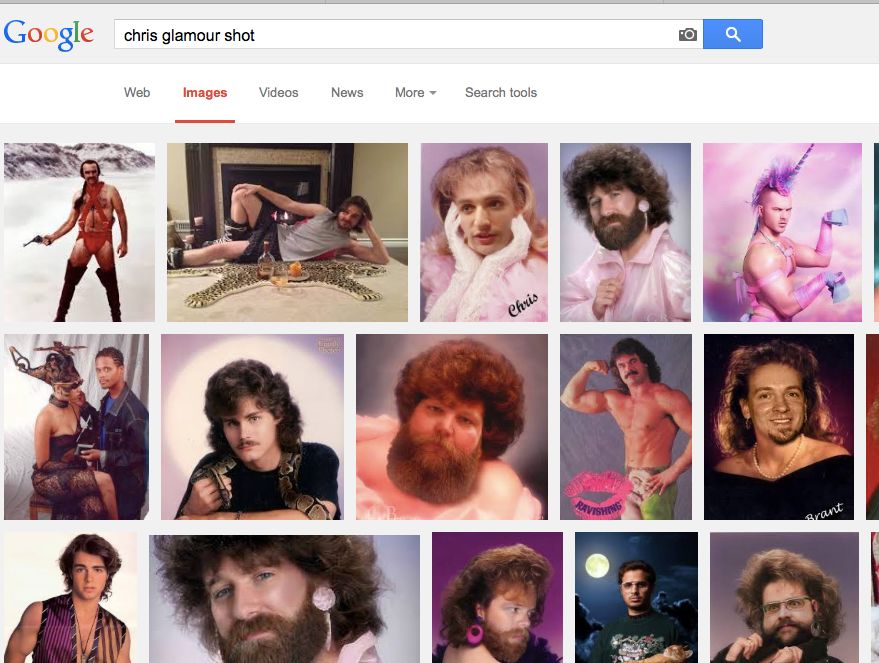 Google
chris glamour shot
Web
Images
Videos
News
More
Search tools
Chris
RAVISHING
Brant